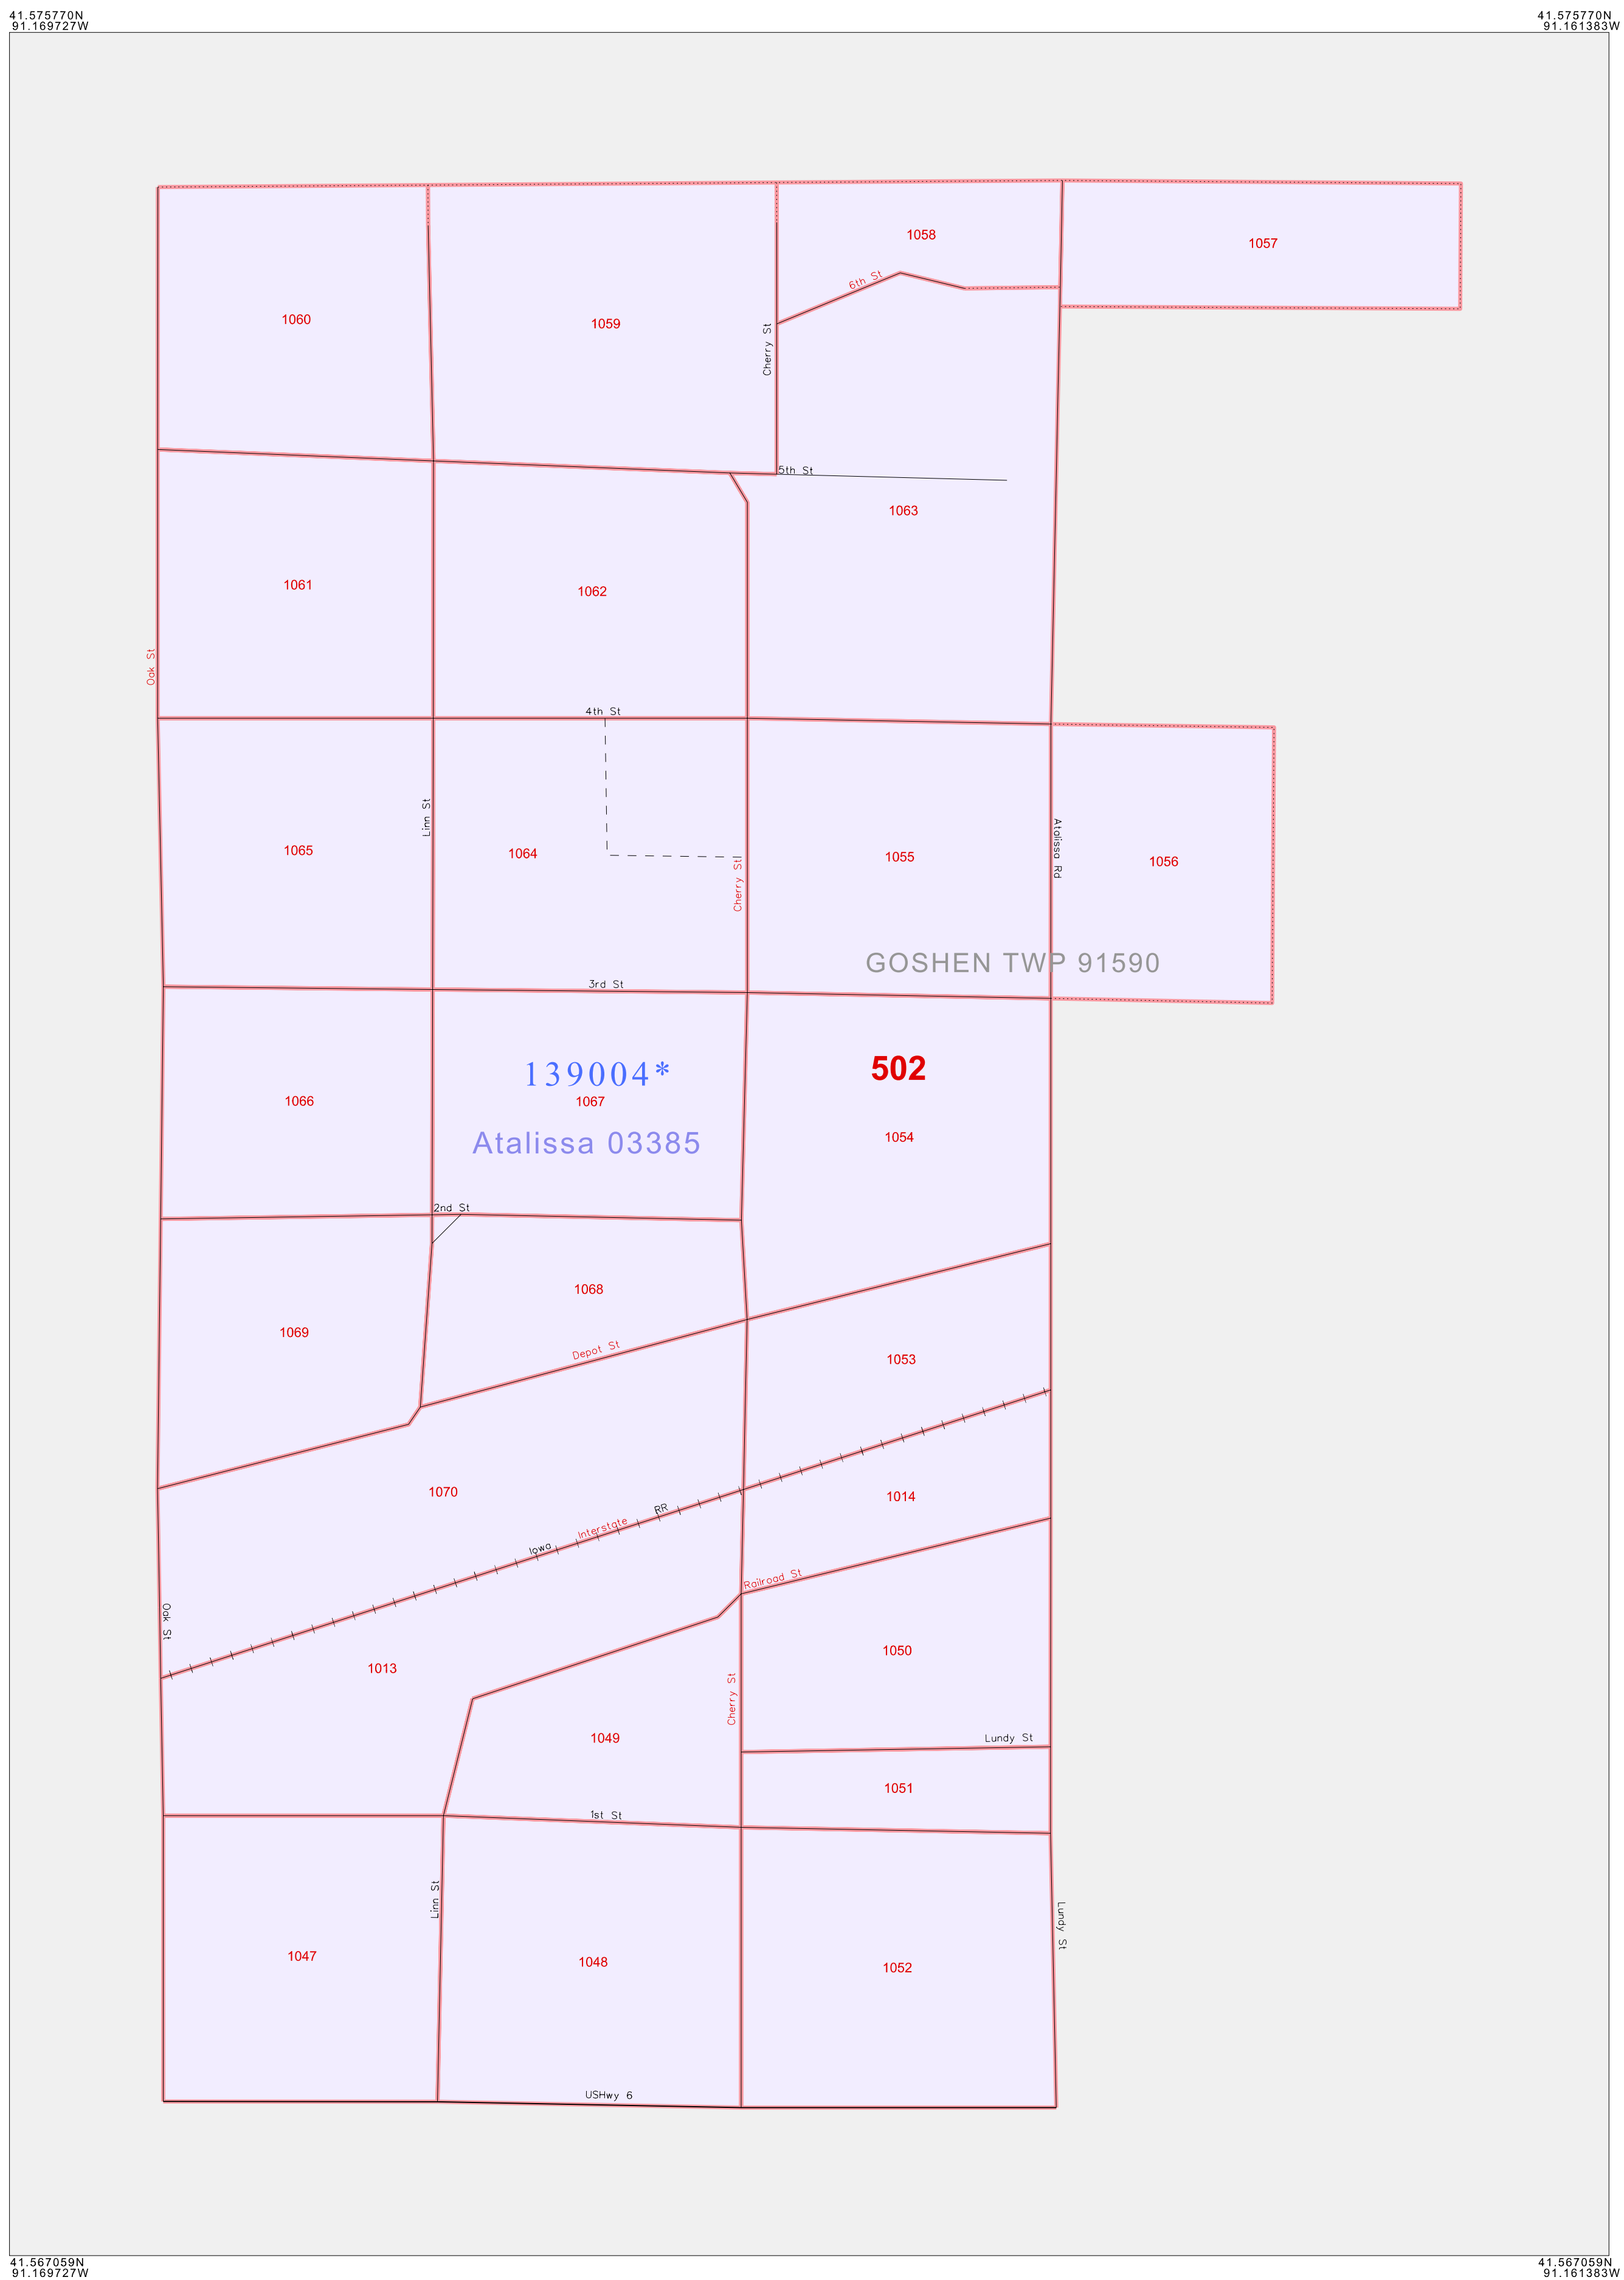 41.575770N
91.169727W
41.575770N
91.161383W
1058
1057
6th St
1060
1059
Cherry St
5th St
1063
1061
1062
Oak St
4th St
Linn St
Atalissa Rd
1065
1064
Cherry St
1055
1056
GOSHEN TWP 91590
3rd St
139004*
502
1066
1067
Atalissa 03385
1054
2nd St
1068
1069
Depot St
1053
1070
1014
Iowa Interstate RR
Railroad St
Oak St
1013
1050
Cherry St
1049
Lundy St
1051
1st St
Linn St
Lundy St
1047
1048
1052
USHwy 6
41.567059N
91.169727W
41.567059N
91.161383W